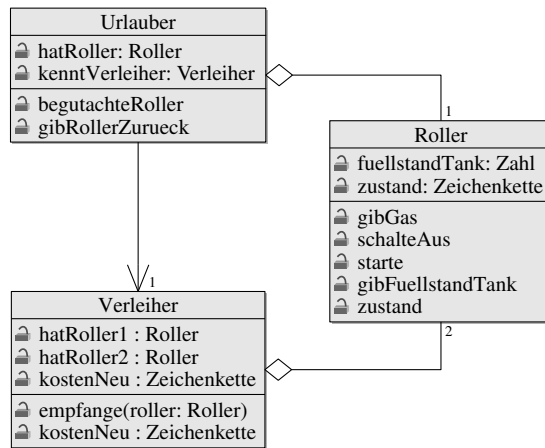 Urlauber
hatRoller: Roller
kenntVerleiher: Verleiher
begutachteRoller
gibRollerZurueck
1
Roller
fuellstandTank: Zahl
zustand: Zeichenkette
gibGas
schalteAus
starte
gibFuellstandTank
zustand
1
Verleiher
hatRoller1 : Roller
hatRoller2 : Roller
kostenNeu : Zeichenkette
empfange(roller: Roller)
kostenNeu : Zeichenkette
2